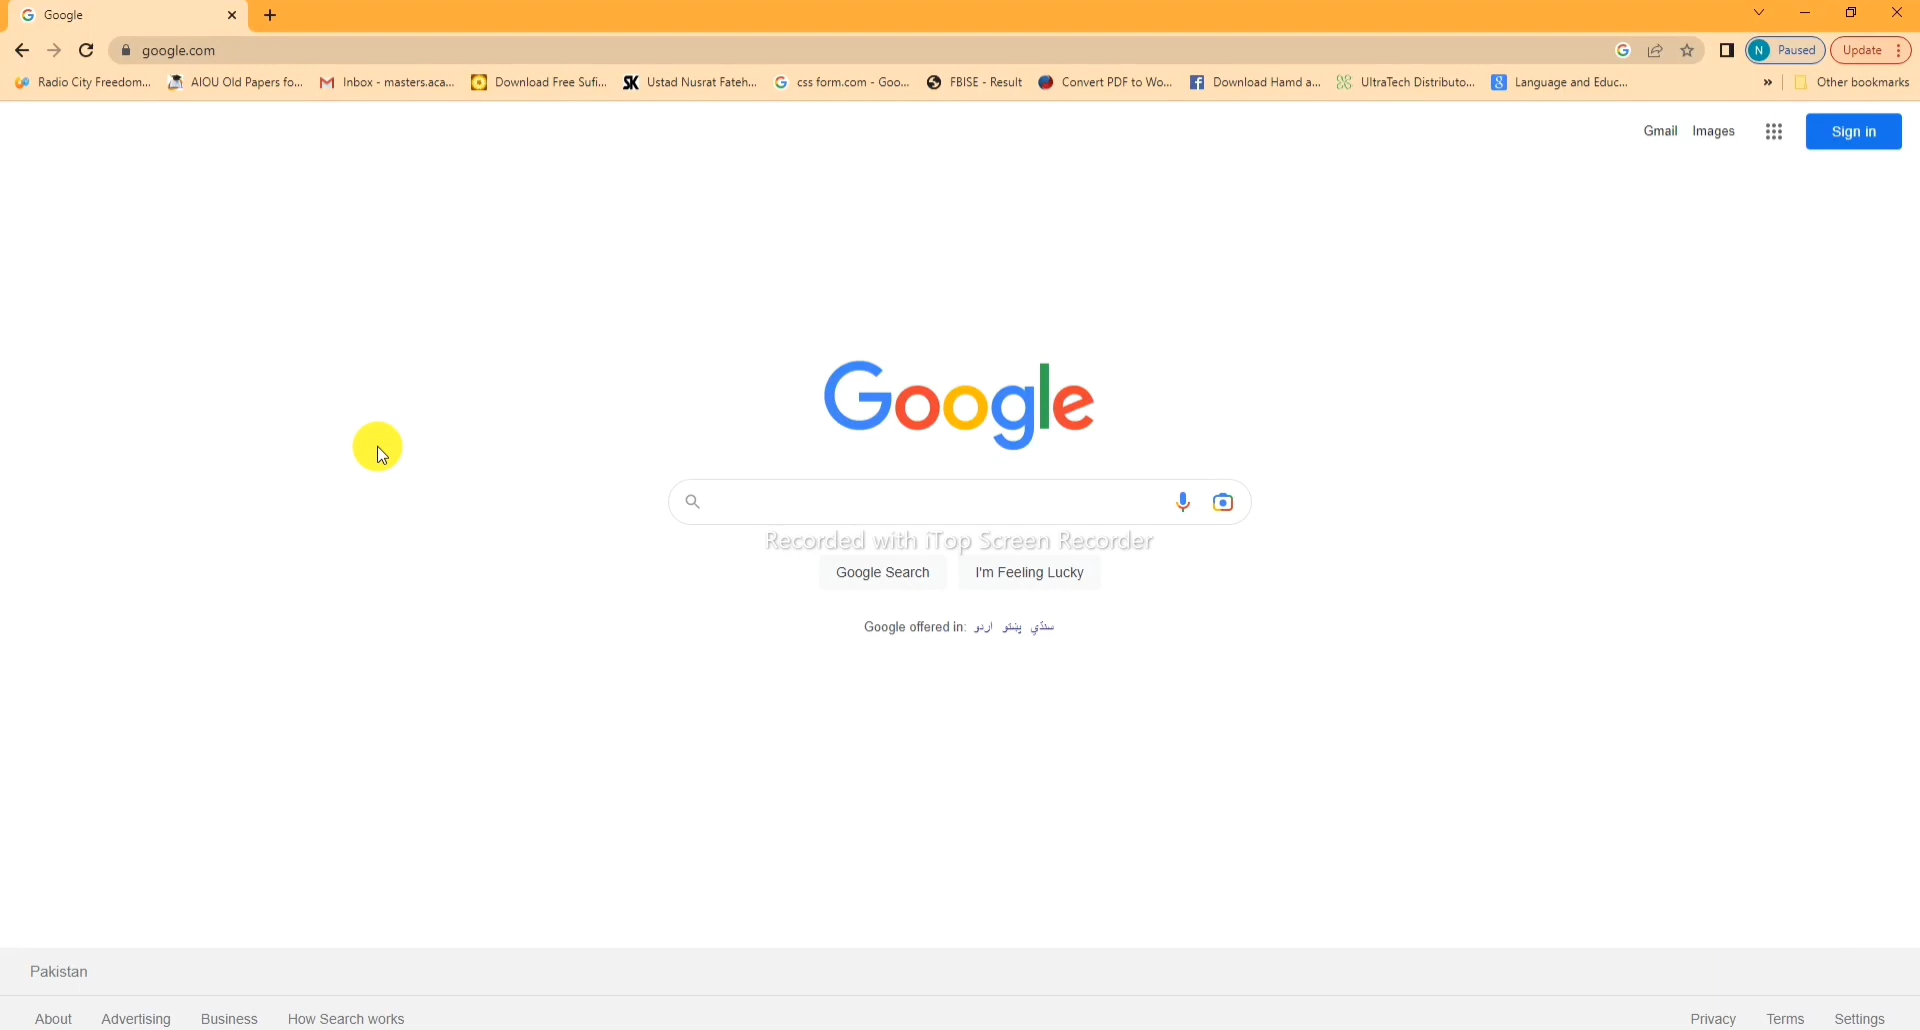 Google
google.com
N Paused Update
Radio City Freedom... AIOU Old Papers fo... Inbox - masters.aca... Download Free Sufi... SK Ustad Nusrat Fateh... css form.com - Goo... FBISE - Result Convert PDF to Wo... Download Hamd a... UltraTech Distributo... Language and Educ... » Other bookmarks
Gmail Images Sign in
Google
Recorded with iTop Screen Recorder
Google Search I'm Feeling Lucky
Google offered in: اردو پښتو سنڌي
Pakistan
About Advertising Business How Search works Privacy Terms Settings